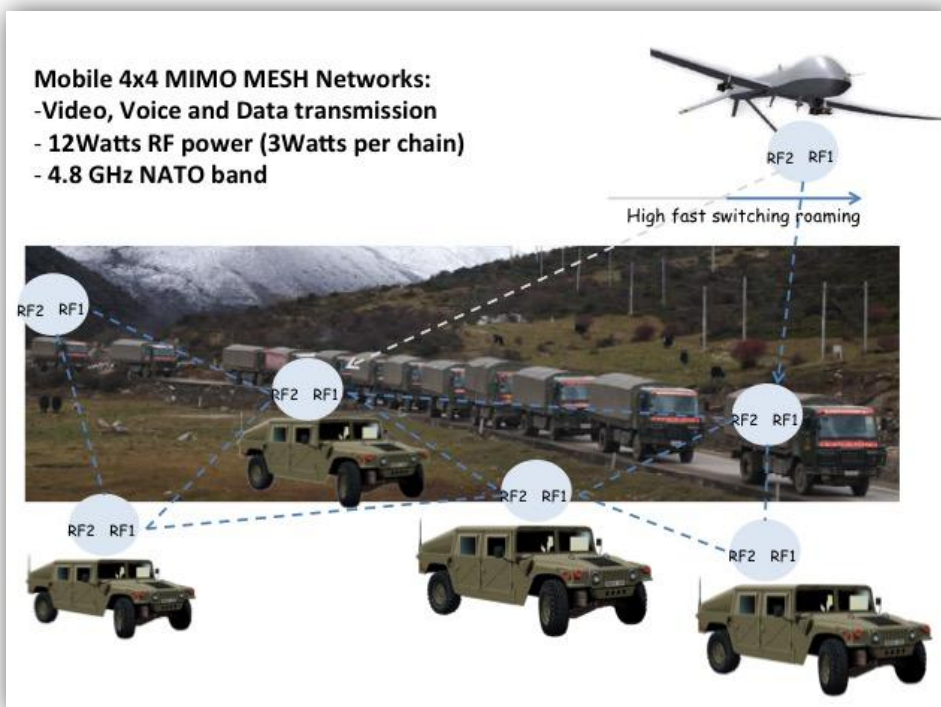 Mobile 4x4 MIMO MESH Networks:
-Video, Voice and Data transmission
- 12Watts RF power (3Watts per chain)
- 4.8 GHz NATO band
RF2 RF1
High fast switching roaming
RF2 RF1
RF2 RF1
RF2 RF1
RF2 RF1
RF2 RF1
RF2 RF1